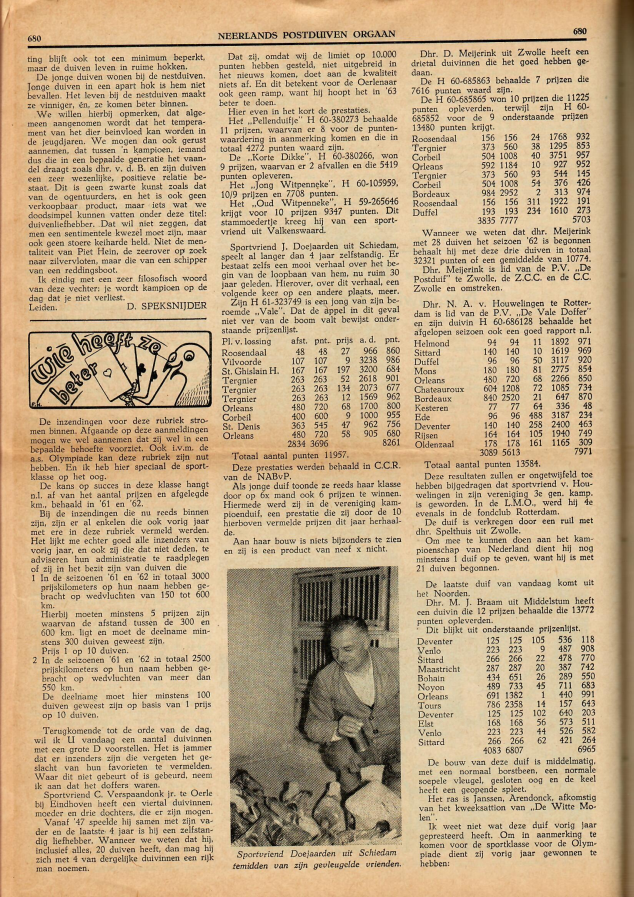 680
NEERLANDS POSTDUIVEN ORGAAN
680
ting blijft ook tot een minimum beperkt,
maar de duiven leven in ruime hokken.
De jonge duiven wonen bij de nestduiven.
Jonge duiven in een apart hok is hem niet
bevallen. Het leven bij de nestduiven maakt
ze vinniger, én, ze komen beter binnen.
We willen hierbij opmerken, dat alge-
meen aangenomen wordt dat het tempera-
ment van het dier beïnvloed kan worden in
de jeugdjaren. We mogen dan ook gerust
aannemen, dat tussen 'n kampioen, iemand
dus die in een bepaalde generatie het vaan-
del draagt zoals dhr. v. d. B. en zijn duiven
een zeer wezenlijke, positieve relatie be-
staat. Dit is geen zwarte kunst zoals dat
van de ogentuurders, en het is ook geen
verkoopbaar product, maar iets wat we
doodsimpel kunnen vatten onder deze titel:
duivenliefhebber. Dat wil niet zeggen, dat
men een sentimentele kwezel moet zijn, maar
ook geen stoere keiharde held. Niet de men-
taliteit van Piet Hein, de zeerover op zoek
naar zilvervloten, maar die van een schipper
van een reddingsboot.
Ik eindig met een zeer filosofisch woord
van deze vechter: je wordt kampioen op de
dag dat je niet verliest.
Leiden. D. SPEKSNIJDER
wie heeft ze
beter
De inzendingen voor deze rubriek stro-
men binnen. Afgaande op deze aanmeldingen
mogen we wel aannemen dat zij wel in een
bepaalde behoefte voorziet. Ook i.v.m. de
a.s. Olympiade kan deze rubriek zijn nut
hebben. En ik heb hier speciaal de sport-
klasse op het oog.
De kans op succes in deze klasse hangt
n.l. af van het aantal prijzen en afgelegde
km., behaald in '61 en '62.
Bij de inzendingen die nu reeds binnen
zijn, zijn er al enkelen die ook vorig jaar
met ere in deze rubriek vermeld werden.
Het lijkt me echter goed alle inzenders van
vorig jaar, en ook zij die dat niet deden, te
adviseren hun administratie te raadplegen
of zij in het bezit zijn van duiven die
1 In de seizoenen '61 en '62 in totaal 3000
prijskilometers op hun naam hebben ge-
bracht op wedvluchten van 150 tot 600
km.
Hierbij moeten minstens 5 prijzen zijn
waarvan de afstand tussen de 300 en
600 km. ligt en moet de deelname min-
stens 300 duiven geweest zijn.
Prijs 1 op 10 duiven.
2 In de seizoenen '61 en '62 in totaal 2500
prijskilometers op hun naam hebben ge-
bracht op wedvluchten van meer dan
550 km.
De deelname moet hier minstens 100
duiven geweest zijn op basis van 1 prijs
op 10 duiven.
Terugkomende tot de orde van de dag,
wil ik U vandaag een aantal duivinnen
met een grote D voorstellen. Het is jammer
dat er inzenders zijn die vergeten het ge-
slacht van hun favorieten te vermelden.
Waar dit niet gebeurt of is gebeurd, neem
ik aan dat het doffers waren.
Sportvriend C. Verspaandonk jr. te Oerle
bij Eindhoven heeft een viertal duivinnen,
moeder en drie dochters, die er zijn mogen.
Vanaf '47 speelde hij samen met zijn va-
der en de laatste 4 jaar is hij een zelfstan-
dig liefhebber. Wanneer we weten dat hij,
inclusief alles, 20 duiven heeft, dan mag hij
zich met 4 van dergelijke duivinnen een rijk
man noemen.
Dat zij, omdat wij de limiet op 10.000
punten hebben gesteld, niet uitgebreid in
het nieuws komen, doet aan de kwaliteit
niets af. En dit betekent voor de Oerlenaar
ook geen ramp, want hij hoopt het in '63
beter te doen.
Hier even in het kort de prestaties.
Het „Pellenduifje" H 60-380273 behaalde
11 prijzen, waarvan er 8 voor de punten-
waardering in aanmerking komen en die in
totaal 4272 punten waard zijn.
De „Korte Dikke", H 60-380266, won
9 prijzen, waarvan er 2 afvallen en die 5419
punten opleveren.
Het „Jong Witpenneke", H 60-105959,
10/9 prijzen en 7708 punten.
Het „Oud Witpenneke", H 59-265646
krijgt voor 10 prijzen 9347 punten. Dit
stammoedertje kreeg hij van een sport-
vriend uit Valkenswaard.
Sportvriend J. Doejaarden uit Schiedam,
speelt al langer dan 4 jaar zelfstandig. Er
bestaat zelfs een mooi verhaal over het be-
gin van de loopbaan van hem, nu ruim 30
jaar geleden. Hierover, over dit verhaal, een
volgende keer op een andere plaats, meer.
Zijn H 61-323749 is een jong van zijn be-
roemde „Vale". Dat de appel in dit geval
niet ver van de boom valt bewijst onder-
staande prijzenlijst.
Pl. v. lossing afst. pnt. prijs a. d. pnt.
Roosendaal 48 48 27 966 860
Vilvoorde 107 107 9 3238 986
St. Ghislain H. 167 167 197 3200 684
Tergnier 263 263 52 2618 901
Tergnier 263 263 134 2073 677
Tergnier 263 263 12 1569 962
Orleans 480 720 68 1700 800
Corbeil 400 600 9 1000 955
St. Denis 363 545 47 962 756
Orleans 480 720 58 905 680
2834 3696 8261
Totaal aantal punten 11957.
Deze prestaties werden behaald in C.C.R.
van de NABvP.
Als jonge duif toonde ze reeds haar klasse
door op 6x mand ook 6 prijzen te winnen.
Hiermede werd zij in de vereniging kam-
pioenduif, een prestatie die zij door de 10
hierboven vermelde prijzen dit jaar herhaal-
de.
Aan haar bouw is niets bijzonders te zien
en zij is een product van neef x nicht.
Sportvriend Doejaarden uit Schiedam
temidden van zijn gevleugelde vrienden.
Dhr. D. Meijerink uit Zwolle heeft een
drietal duivinnen die het goed hebben ge-
daan.
De H 60-685863 behaalde 7 prijzen die
7616 punten waard zijn.
De H 60-685865 won 10 prijzen die 11225
punten opleverden, terwijl zijn H 60-
685852 voor de 9 onderstaande prijzen
13480 punten krijgt.
Roosendaal 156 156 24 1768 932
Tergnier 373 560 38 1295 853
Corbeil 504 1008 40 3751 957
Orleans 592 1184 10 927 952
Tergnier 373 560 93 544 145
Corbeil 504 1008 54 376 426
Bordeaux 984 2952 2 313 974
Roosendaal 156 156 311 1922 191
Duffel 193 193 234 1610 273
3835 7777 5703
Wanneer we weten dat dhr. Meijerink
met 28 duiven het seizoen '62 is begonnen
behaalt hij met deze drie duiven in totaal
32321 punten of een gemiddelde van 10774.
Dhr. Meijerink is lid van de P.V. „De
Postduif" te Zwolle, de Z.C.C. en de C.C.
Zwolle en omstreken.
Dhr. N. A. v. Houwelingen te Rotter-
dam is lid van de P.V. „De Vale Doffer"
en zijn duivin H 60-686128 behaalde het
afgelopen seizoen ook een goed rapport n.l.
Helmond 94 94 11 1892 971
Sittard 140 140 10 1619 969
Duffel 96 96 50 3117 920
Mons 180 180 81 2775 854
Orleans 480 720 68 2266 850
Chateauroux 604 1208 72 1085 734
Bordeaux 840 2520 21 647 870
Kesteren 77 77 64 336 48
Ede 96 96 488 3187 234
Deventer 140 140 258 2400 463
Rijsen 164 164 105 1940 749
Oldenzaal 178 178 161 1165 309
3089 5613 7971
Totaal aantal punten 13584.
Deze resultaten zullen er ongetwijfeld toe
hebben bijgedragen dat sportvriend v. Hou-
welingen in zijn vereniging 3e gen. kamp.
is geworden. In de L.M.O., werd hij 4e
evenals in de fondclub Rotterdam.
De duif is verkregen door een ruil met
dhr. Spelthuis uit Zwolle.
Om mee te kunnen doen aan het kam-
pioenschap van Nederland dient hij nog
minstens 1 duif op te geven, want hij is met
21 duiven begonnen.
De laatste duif van vandaag komt uit
het Noorden.
Dhr. M. J. Braam uit Middelstum heeft
een duivin die 12 prijzen behaalde die 13772
punten opleverden.
Dit blijkt uit onderstaande prijzenlijst.
Deventer 125 125 105 536 118
Venlo 223 223 9 487 908
Sittard 266 266 22 478 770
Maastricht 287 287 20 387 742
Bohain 434 651 26 289 550
Noyon 489 733 45 711 683
Orleans 691 1382 1 440 991
Tours 786 2358 14 157 643
Deventer 125 125 102 640 203
Elst 168 168 56 573 511
Venlo 223 223 44 526 582
Sittard 266 266 62 421 264
4083 6807 6965
De bouw van deze duif is middelmatig,
met een normaal borstbeen, een normale
soepele vleugel, gesloten oog en de keel
heeft een geopende spleet.
Het ras is Janssen, Arendonck, afkomstig
van het kweeksattion van „De Witte Mo-
len".
Ik weet niet wat deze duif vorig jaar
gepresteerd heeft. Om in aanmerking te
komen voor de sportklasse voor de Olym-
piade dient zij vorig jaar gewonnen te
hebben: